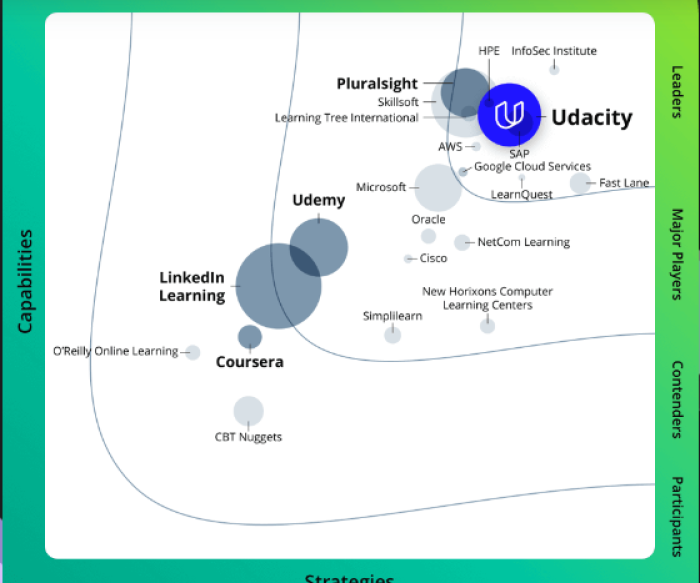 HPE
InfoSec Institute
Pluralsight
Skillsoft
Learning Tree International
Udacity
AWS
SAP
Google Cloud Services
Microsoft
LearnQuest
Fast Lane
Udemy
Oracle
NetCom Learning
Cisco
LinkedIn
Learning
New Horixons Computer
Learning Centers
Simplilearn
O'Reilly Online Learning
Coursera
CBT Nuggets
Capabilities
Strategies
Leaders
Major Players
Contenders
Participants